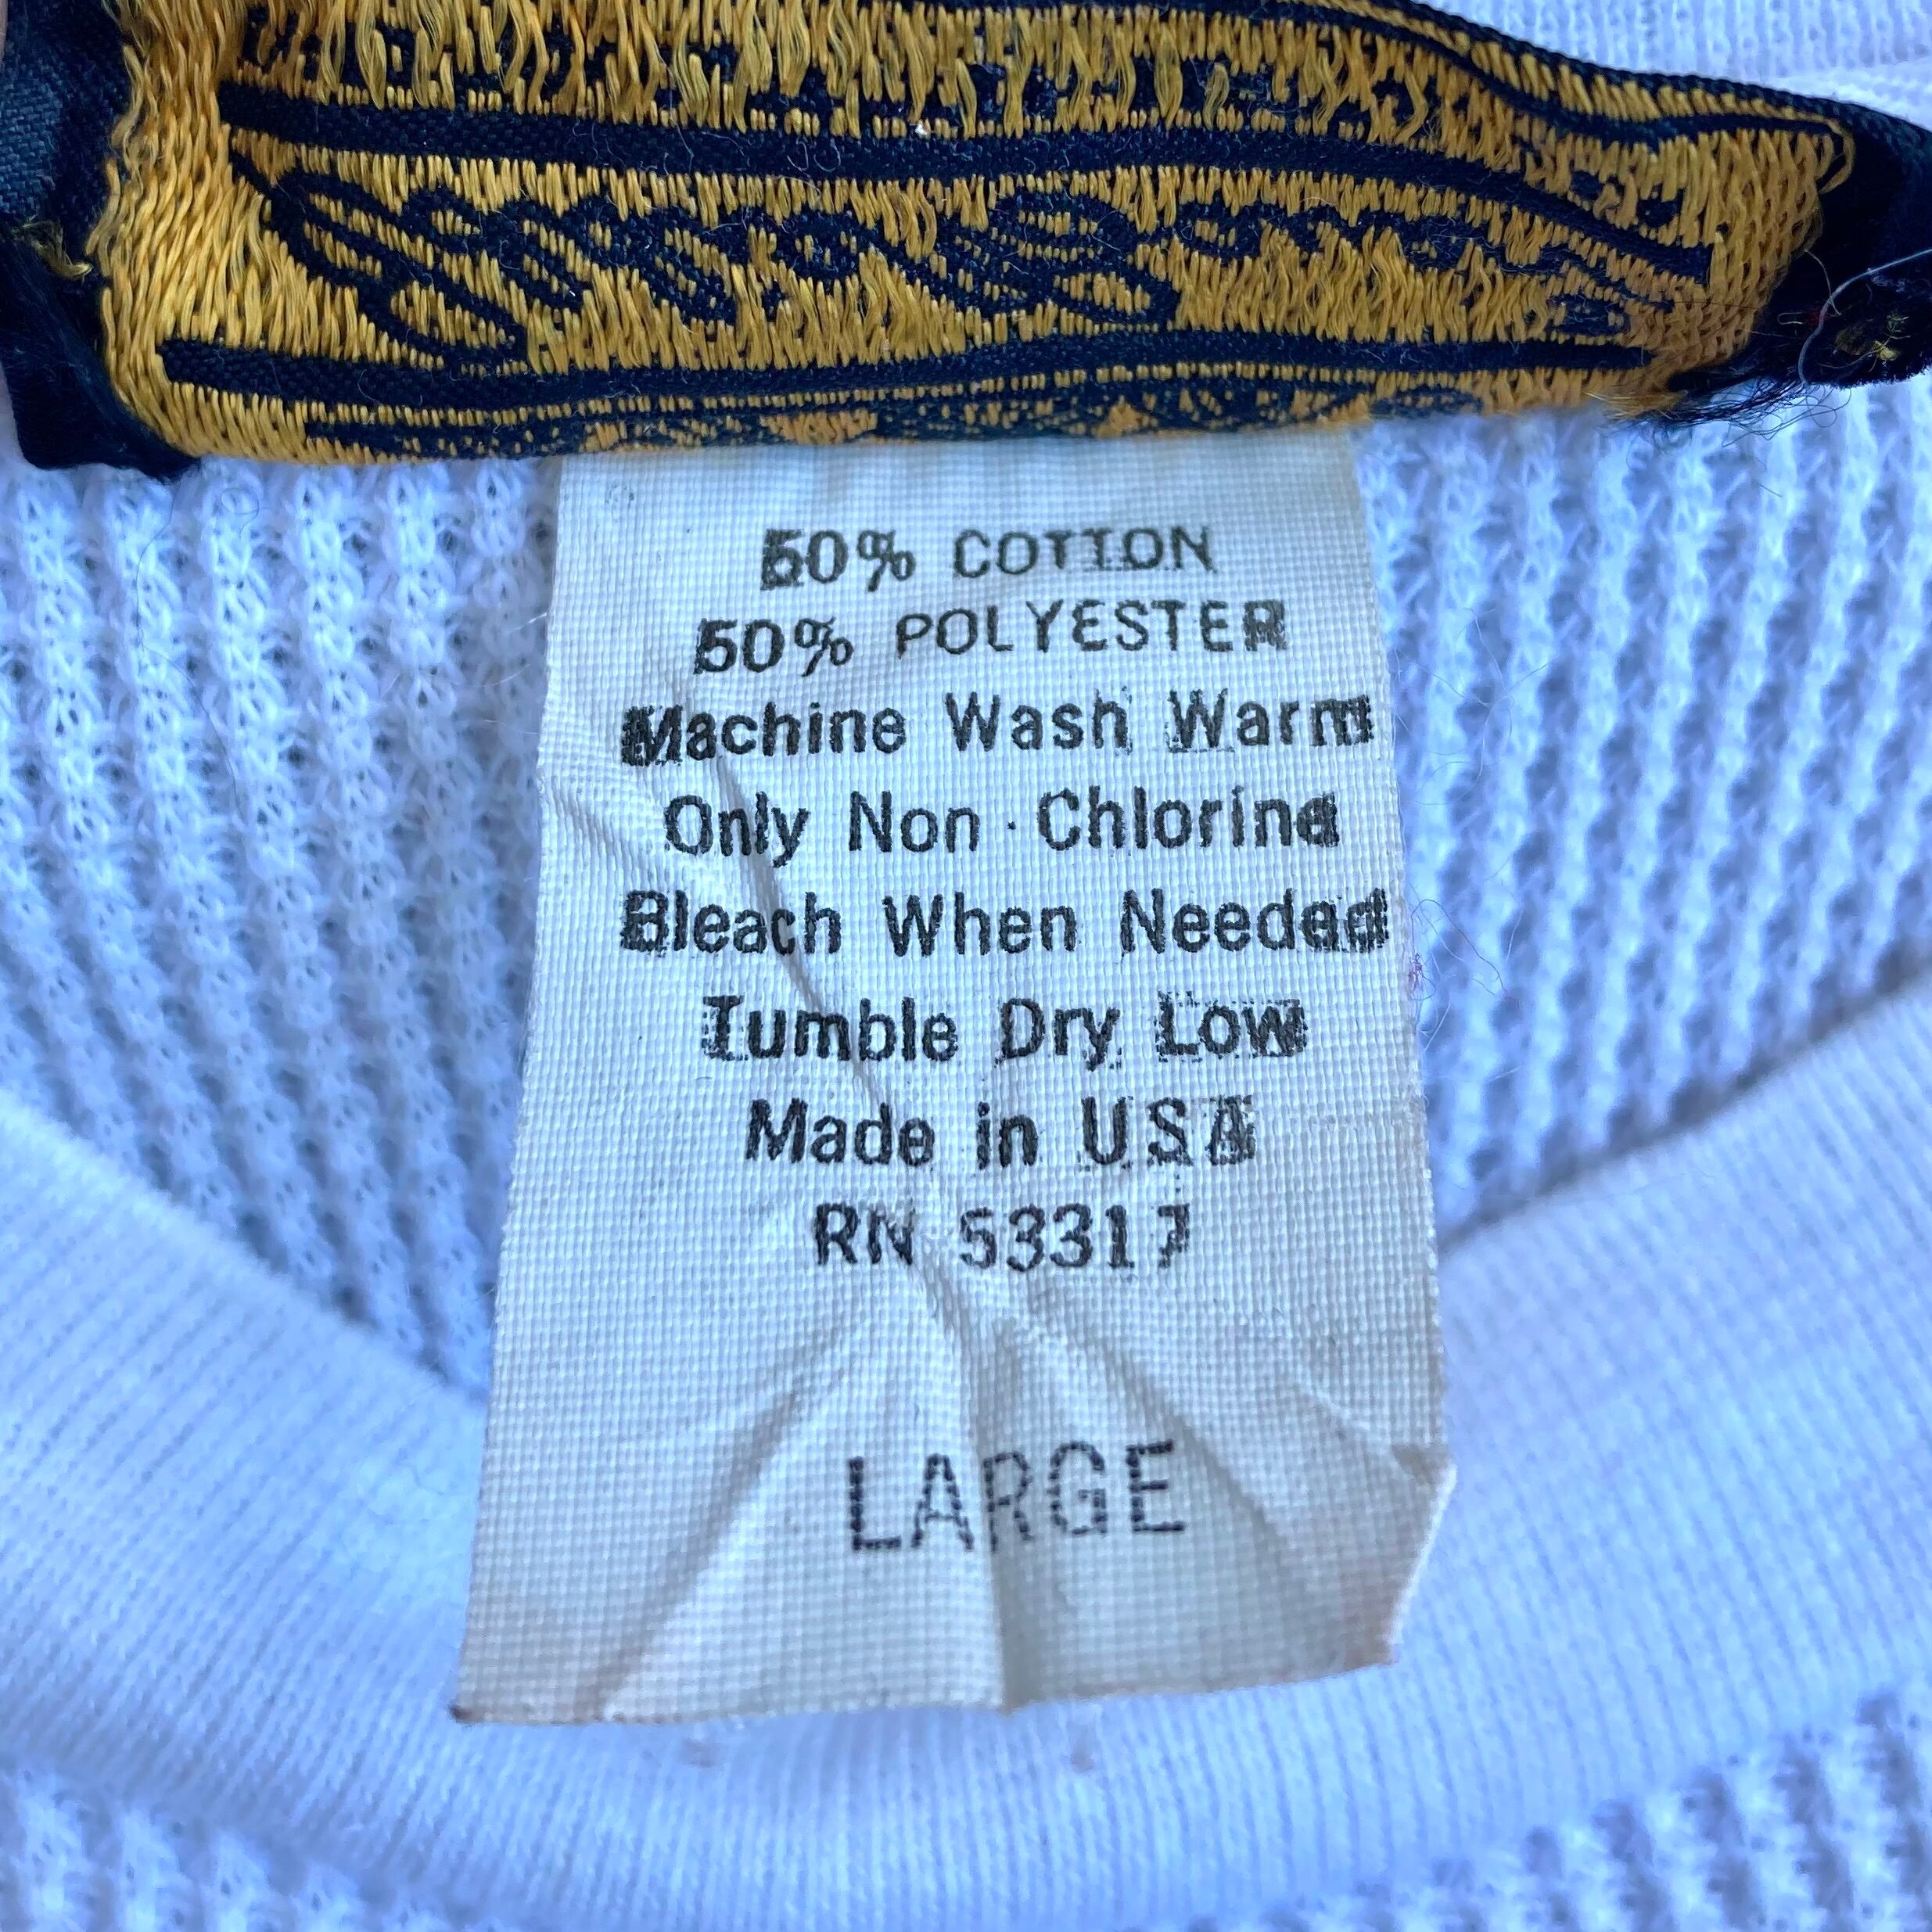 50% COTTON
50% POLYESTER
Machine Wash Warm
Only Non-Chlorine
Bleach When Needed
Tumble Dry Low
Made in USA
RN 53317
LARGE